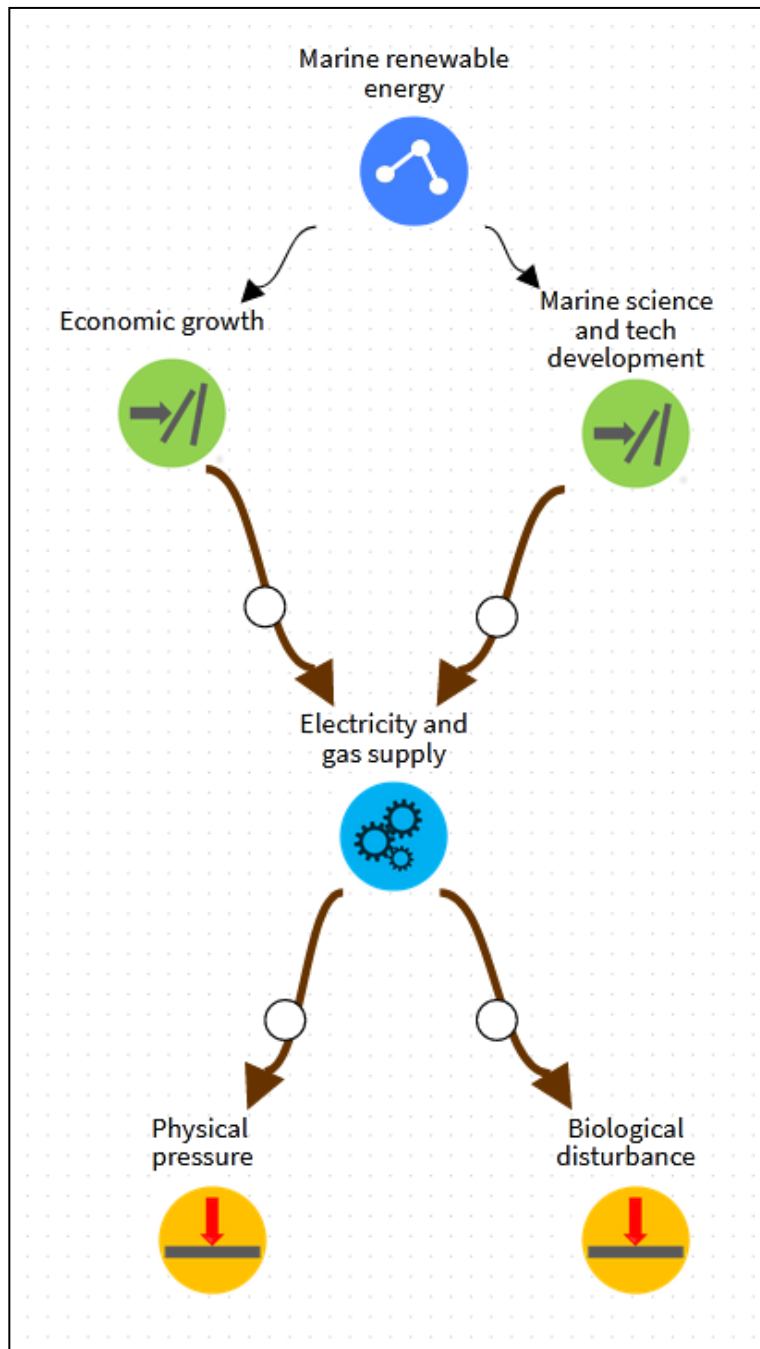 Marine renewable
energy
Economic growth
Marine science
and tech
development
Electricity and
gas supply
Physical
pressure
Biological
disturbance